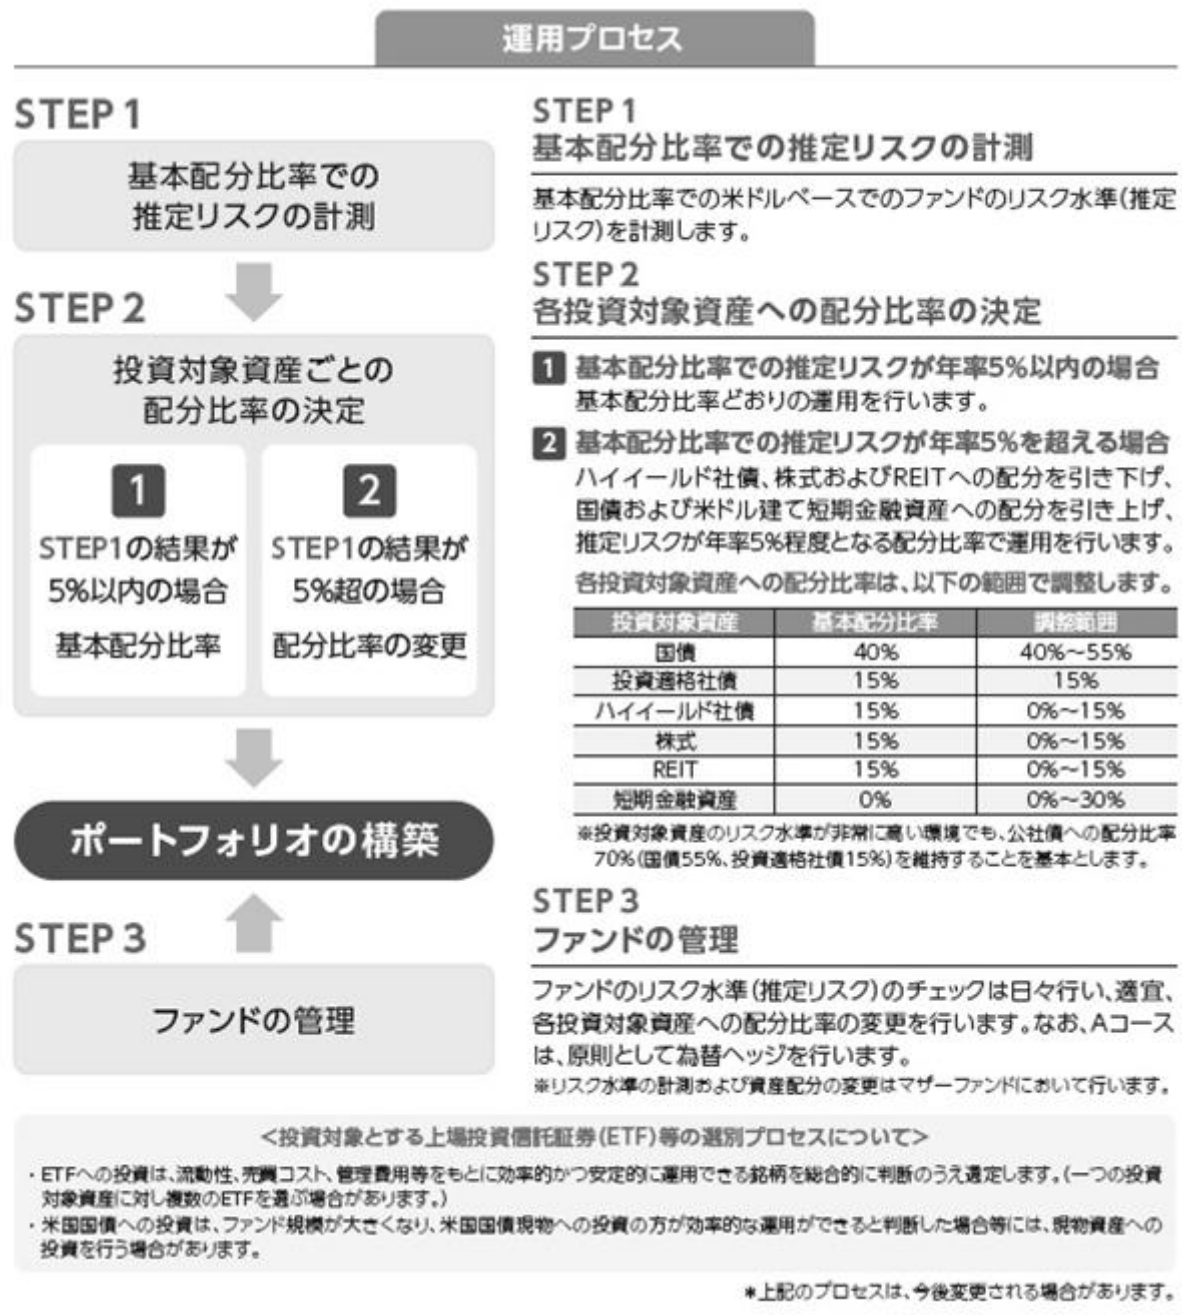 運用プロセス
STEP 1
基本配分比率での
推定リスクの計測
STEP 2
投資対象資産ごとの
配分比率の決定
1
STEP1の結果が
5%以内の場合
基本配分比率
2
STEP1の結果が
5%超の場合
配分比率の変更
ポートフォリオの構築
STEP 3
ファンドの管理
STEP 1
基本配分比率での推定リスクの計測
基本配分比率での米ドルベースでのファンドのリスク水準(推定
リスク)を計測します。
STEP 2
各投資対象資産への配分比率の決定
1 基本配分比率での推定リスクが年率5%以内の場合
基本配分比率どおりの運用を行います。
2 基本配分比率での推定リスクが年率5%を超える場合
ハイイールド社債、株式およびREITへの配分を引き下げ、
国債および米ドル建て短期金融資産への配分を引き上げ、
推定リスクが年率5%程度となる配分比率で運用を行います。
各投資対象資産への配分比率は、以下の範囲で調整します。
投資対象資産 基本配分比率 調整範囲
国債 40% 40%〜55%
投資適格社債 15% 15%
ハイイールド社債 15% 0%〜15%
株式 15% 0%〜15%
REIT 15% 0%〜15%
短期金融資産 0% 0%〜30%
※投資対象資産のリスク水準が非常に高い環境でも、公社債への配分比率
70%(国債55%、投資適格社債15%)を維持することを基本とします。
STEP 3
ファンドの管理
ファンドのリスク水準(推定リスク)のチェックは日々行い、適宜、
各投資対象資産への配分比率の変更を行います。なお、Aコース
は、原則として為替ヘッジを行います。
※リスク水準の計測および資産配分の変更はマザーファンドにおいて行います。
<投資対象とする上場投資信託証券(ETF)等の選別プロセスについて>
・ETFへの投資は、流動性、売買コスト、管理費用等をもとに効率的かつ安定的に運用できる銘柄を総合的に判断のうえ選定します。(一つの投資
対象資産に対し複数のETFを選ぶ場合があります。)
・米国国債への投資は、ファンド規模が大きくなり、米国国債現物への投資の方が効率的な運用ができると判断した場合等には、現物資産への
投資を行う場合があります。
*上記のプロセスは、今後変更される場合があります。